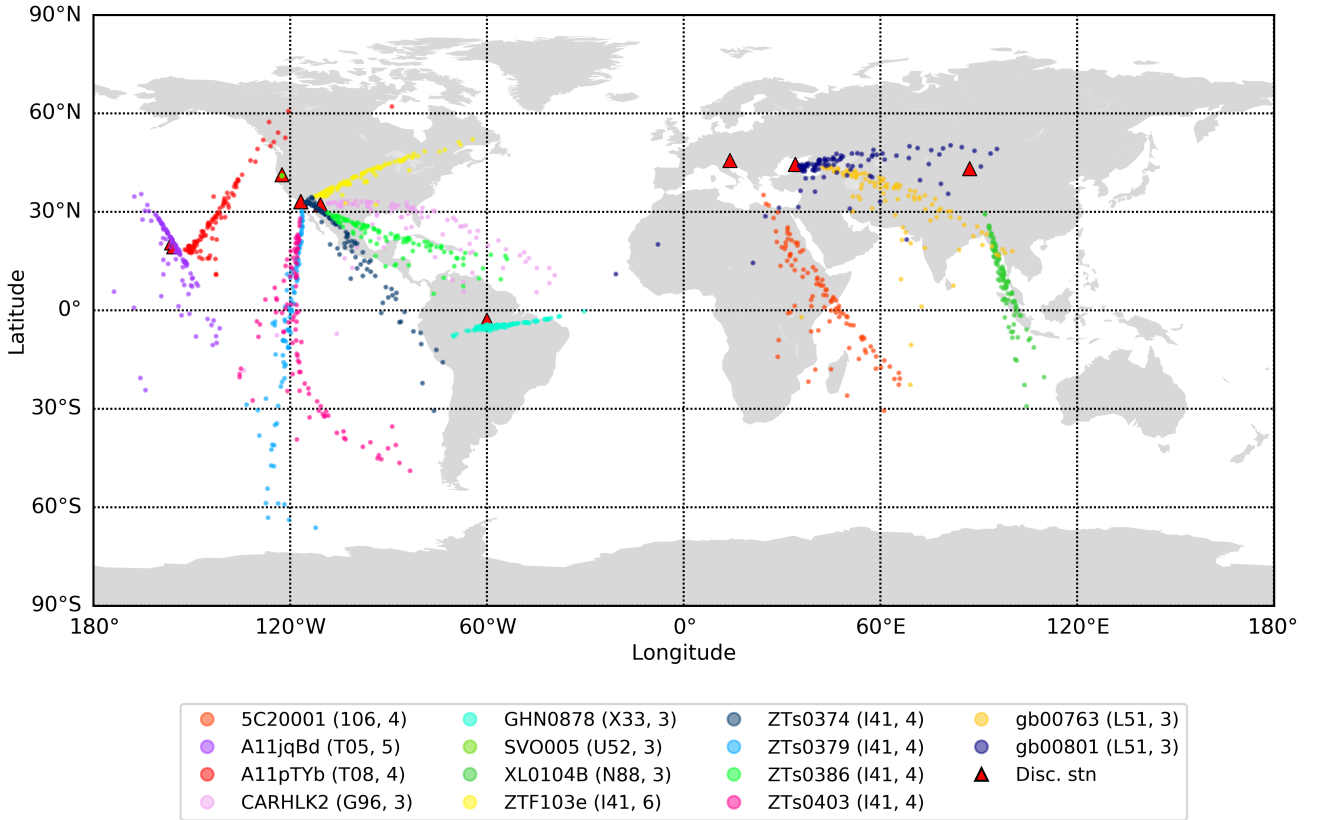 90°N
60°N
30°N
0°
30°S
60°S
90°S
Latitude
180° 120°W 60°W 0° 60°E 120°E 180°
Longitude
5C20001 (106, 4) GHN0878 (X33, 3) ZTs0374 (I41, 4) gb00763 (L51, 3)
A11jqBd (T05, 5) SVO005 (U52, 3) ZTs0379 (I41, 4) gb00801 (L51, 3)
A11pTYb (T08, 4) XL0104B (N88, 3) ZTs0386 (I41, 4) Disc. stn
CARHLK2 (G96, 3) ZTF103e (I41, 6) ZTs0403 (I41, 4)